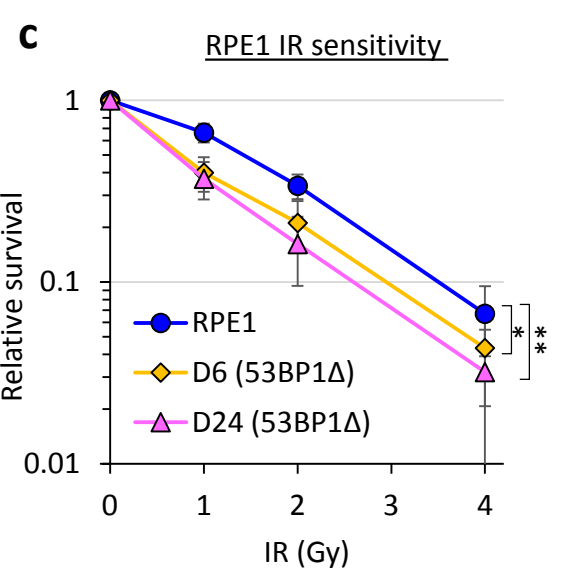 c
RPE1 IR sensitivity
1
0.1
0.01
Relative survival
RPE1
D6 (53BP1Δ)
D24 (53BP1Δ)
*
**
0 1 2 3 4
IR (Gy)